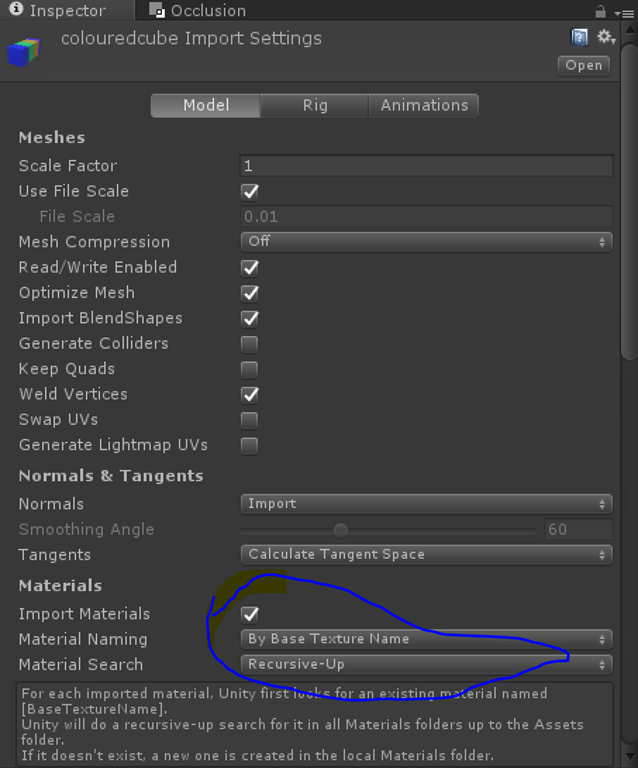 Inspector Occlusion
colouredcube Import Settings
Open
Model Rig Animations
Meshes
Scale Factor 1
Use File Scale
File Scale 0.01
Mesh Compression Off
Read/Write Enabled
Optimize Mesh
Import BlendShapes
Generate Colliders
Keep Quads
Weld Vertices
Swap UVs
Generate Lightmap UVs
Normals & Tangents
Normals Import
Smoothing Angle 60
Tangents Calculate Tangent Space
Materials
Import Materials
Material Naming By Base Texture Name
Material Search Recursive-Up
For each imported material, Unity first looks for an existing material named
[BaseTextureName].
Unity will do a recursive-up search for it in all Materials folders up to the Assets
folder.
If it doesn't exist, a new one is created in the local Materials folder.